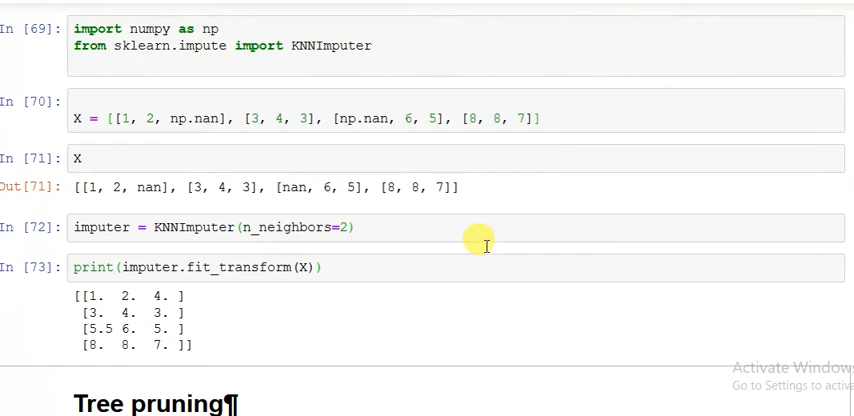 In [69]: import numpy as np
from sklearn.impute import KNNImputer
In [70]:
X = [[1, 2, np.nan], [3, 4, 3], [np.nan, 6, 5], [8, 8, 7]]
In [71]: X
Out[71]: [[1, 2, nan], [3, 4, 3], [nan, 6, 5], [8, 8, 7]]
In [72]: imputer = KNNImputer(n_neighbors=2)
In [73]: print(imputer.fit_transform(X))
[[1.  2.  4. ]
 [3.  4.  3. ]
 [5.5 6.  5. ]
 [8.  8.  7. ]]
Activate Windows
Go to Settings to activa
Tree pruning¶